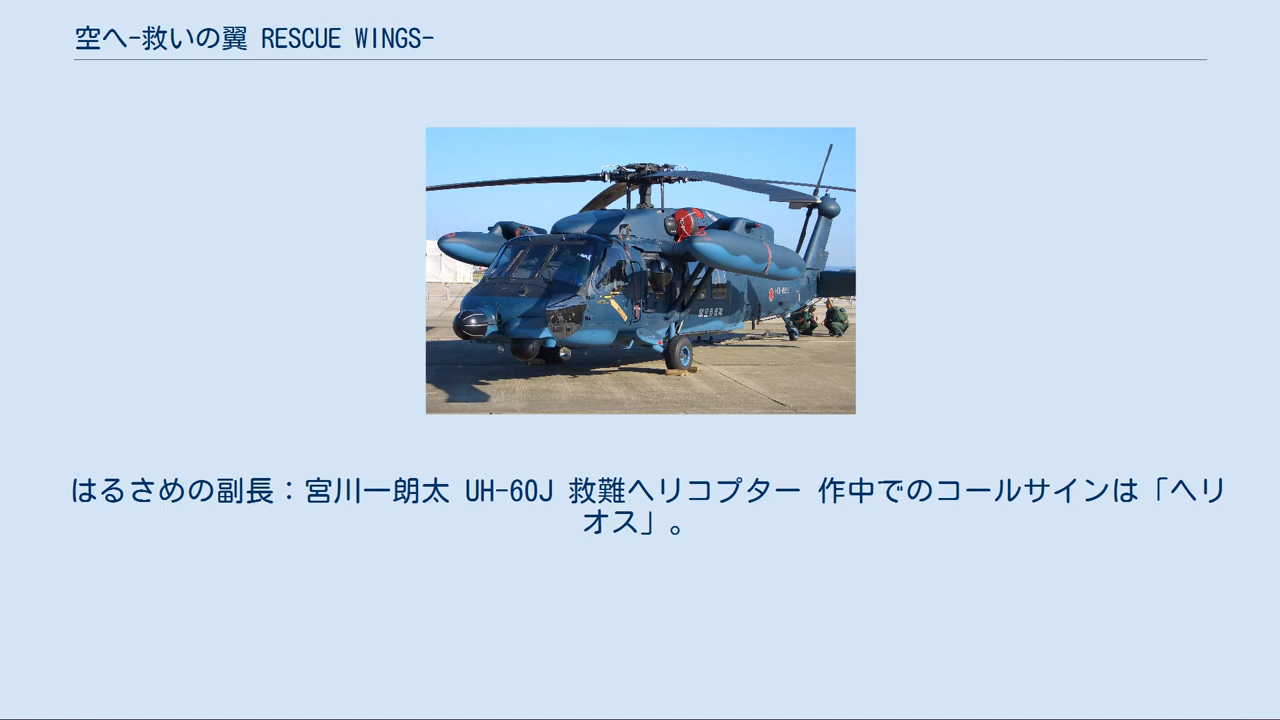 空へ-救いの翼 RESCUE WINGS-
はるさめの副長：宮川一朗太 UH-60J 救難ヘリコプター 作中でのコールサインは「ヘリ
オス」。